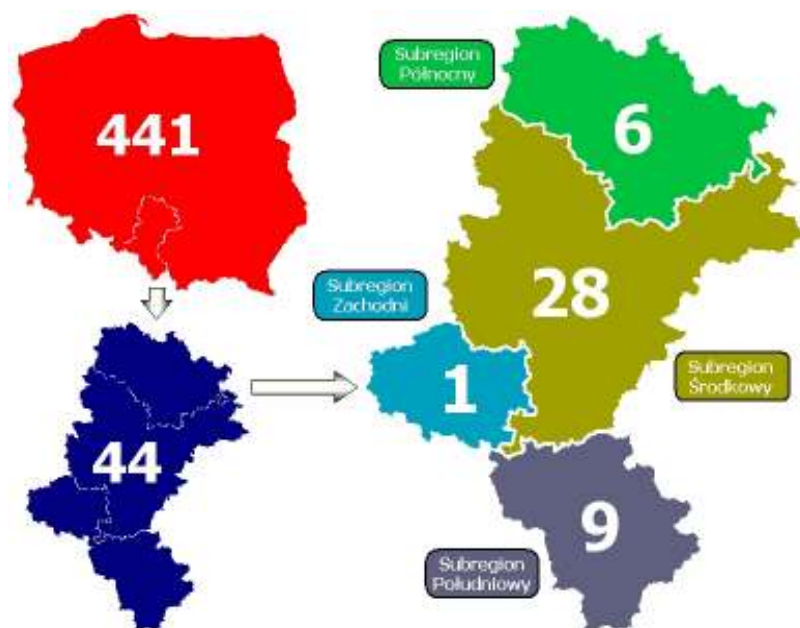 441
44
Subregion
Północny
6
28
Subregion
Zachodni
1
Subregion
Środkowy
9
Subregion
Południowy